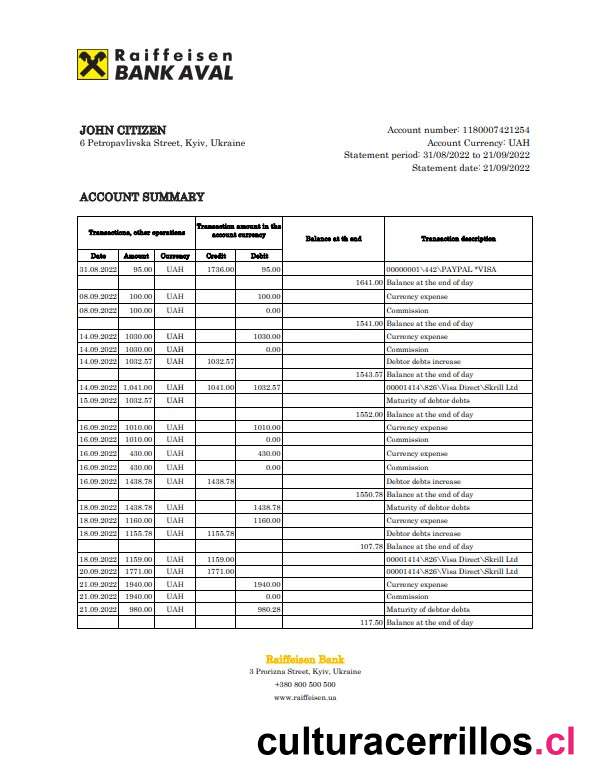 Raiffeisen
BANK AVAL
JOHN CITIZEN
6 Petropavlivska Street, Kyiv, Ukraine
Account number: 1180007421254
Account Currency: UAH
Statement period: 31/08/2022 to 21/09/2022
Statement date: 21/09/2022
ACCOUNT SUMMARY
Transactions, other operations Transaction amount in the account currency Balance at th end Transaction description
Date Amount Currency Credit Debit
31.08.2022 95.00 UAH 1736.00 95.00 00000001\442\PAYPAL *VISA
1641.00 Balance at the end of day
08.09.2022 100.00 UAH 100.00 Currency expense
08.09.2022 100.00 UAH 0.00 Commission
1541.00 Balance at the end of day
14.09.2022 1030.00 UAH 1030.00 Currency expense
14.09.2022 1030.00 UAH 0.00 Commission
14.09.2022 1032.57 UAH 1032.57 Debtor debts increase
1543.57 Balance at the end of day
14.09.2022 1,041.00 UAH 1041.00 1032.57 00001414\826\Visa Direct\Skrill Ltd
15.09.2022 1032.57 UAH Maturity of debtor debts
1552.00 Balance at the end of day
16.09.2022 1010.00 UAH 1010.00 Currency expense
16.09.2022 1010.00 UAH 0.00 Commission
16.09.2022 430.00 UAH 430.00 Currency expense
16.09.2022 430.00 UAH 0.00 Commission
16.09.2022 1438.78 UAH 1438.78 Debtor debts increase
1550.78 Balance at the end of day
18.09.2022 1438.78 UAH 1438.78 Maturity of debtor debts
18.09.2022 1160.00 UAH 1160.00 Currency expense
18.09.2022 1155.78 UAH 1155.78 Debtor debts increase
107.78 Balance at the end of day
18.09.2022 1159.00 UAH 1159.00 00001414\826\Visa Direct\Skrill Ltd
20.09.2022 1771.00 UAH 1771.00 00001414\826\Visa Direct\Skrill Ltd
21.09.2022 1940.00 UAH 1940.00 Currency expense
21.09.2022 1940.00 UAH 0.00 Commission
21.09.2022 980.00 UAH 980.28 Maturity of debtor debts
117.50 Balance at the end of day
Raiffeisen Bank
3 Prorizna Street, Kyiv, Ukraine
+380 800 500 500
www.raiffeisen.ua
culturacerrillos.cl